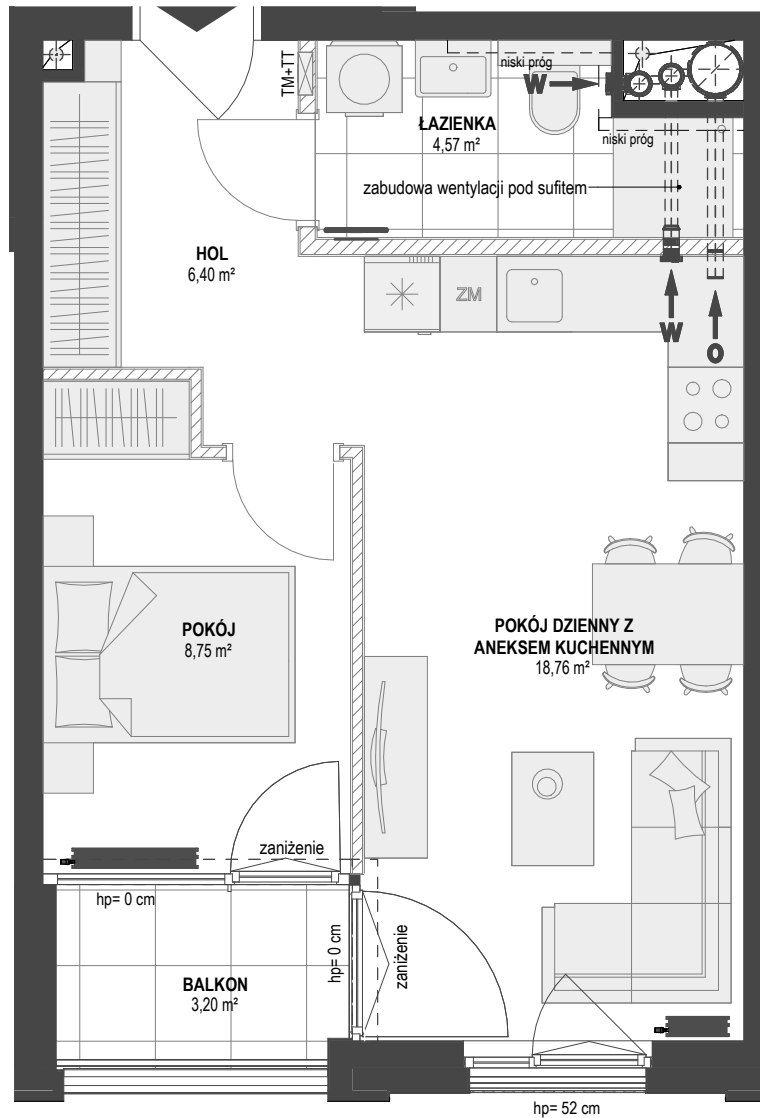 TM+TT
niski próg
W
ŁAZIENKA
4,57 m²
niski próg
zabudowa wentylacji pod sufitem
HOL
6,40 m²
ZM
W
O
POKÓJ
8,75 m²
POKÓJ DZIENNY Z
ANEKSEM KUCHENNYM
18,76 m²
zaniżenie
hp= 0 cm
hp= 0 cm
zaniżenie
BALKON
3,20 m²
hp= 52 cm